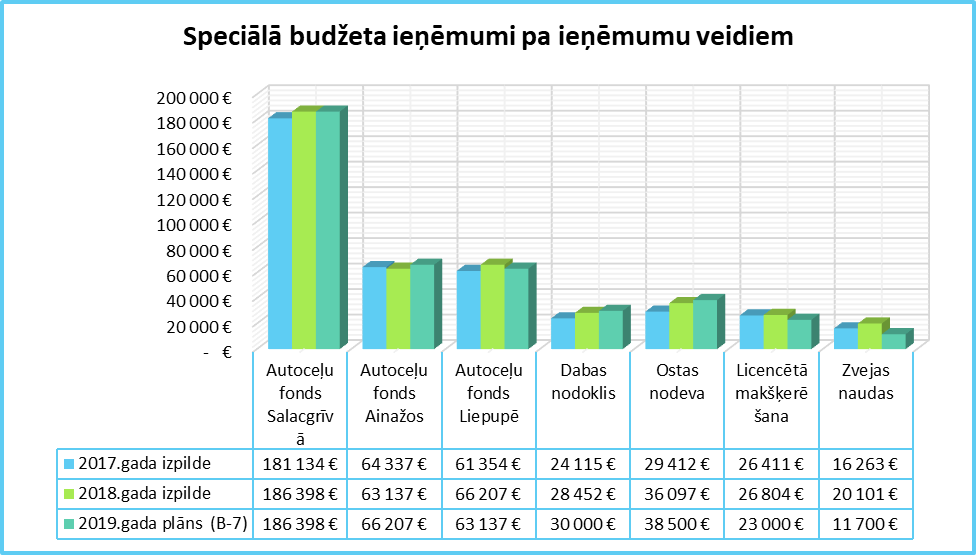 Speciālā budžeta ieņēmumi pa ieņēmumu veidiem
200 000 €
180 000 €
160 000 €
140 000 €
120 000 €
100 000 €
80 000 €
60 000 €
40 000 €
20 000 €
- €
Autoceļu fonds Salacgrīvā
Autoceļu fonds Ainažos
Autoceļu fonds Liepupē
Dabas nodoklis
Ostas nodeva
Licencētā makšķerēšana
Zvejas naudas
2017.gada izpilde 181 134 € 64 337 € 61 354 € 24 115 € 29 412 € 26 411 € 16 263 €
2018.gada izpilde 186 398 € 63 137 € 66 207 € 28 452 € 36 097 € 26 804 € 20 101 €
2019.gada plāns (B-7) 186 398 € 66 207 € 63 137 € 30 000 € 38 500 € 23 000 € 11 700 €